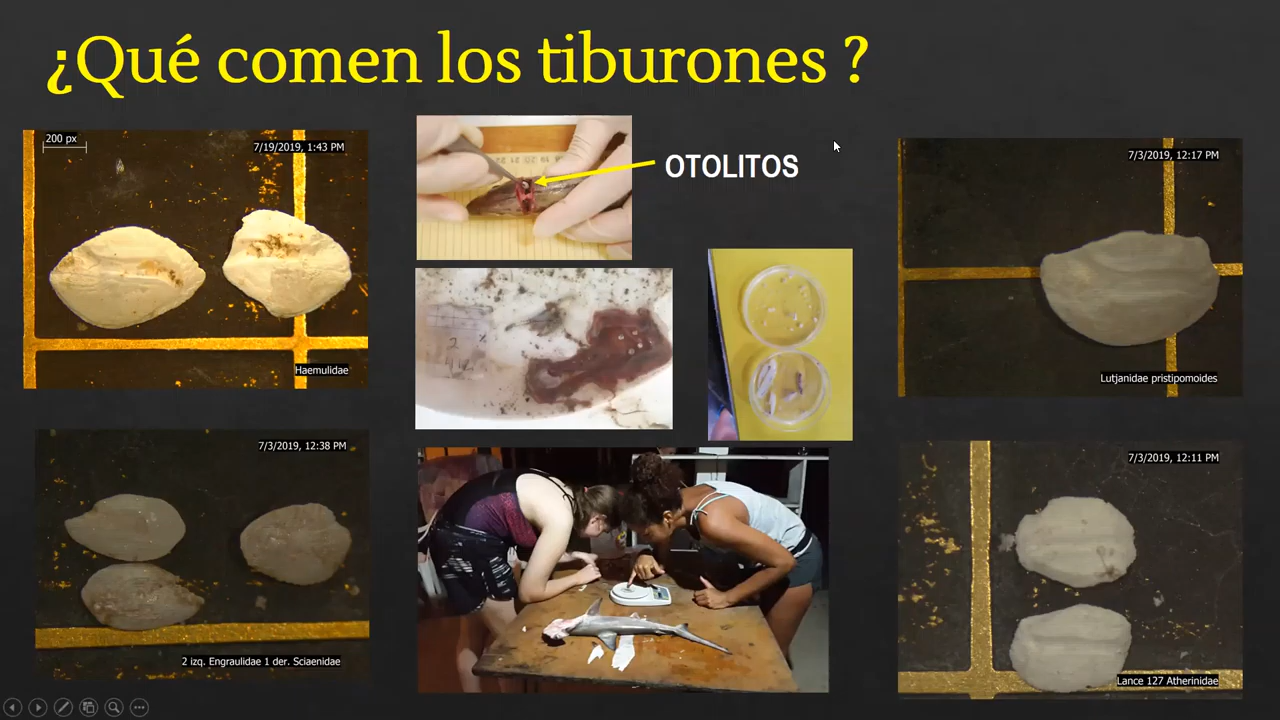 ¿Qué comen los tiburones ?
200 px
7/19/2019, 1:43 PM
Haemulidae
OTOLITOS
7/3/2019, 12:17 PM
Lutjanidae pristipomoides
7/3/2019, 12:38 PM
2 izq. Engraulidae 1 der. Sciaenidae
7/3/2019, 12:11 PM
Lance 127 Atherinidae